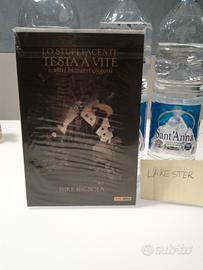 LO STUPEFACENTE
TESTA A VITE
e altri bizzarri oggetti
MIKE MIGNOLA
Sant'Anna
LAKESTER
subito